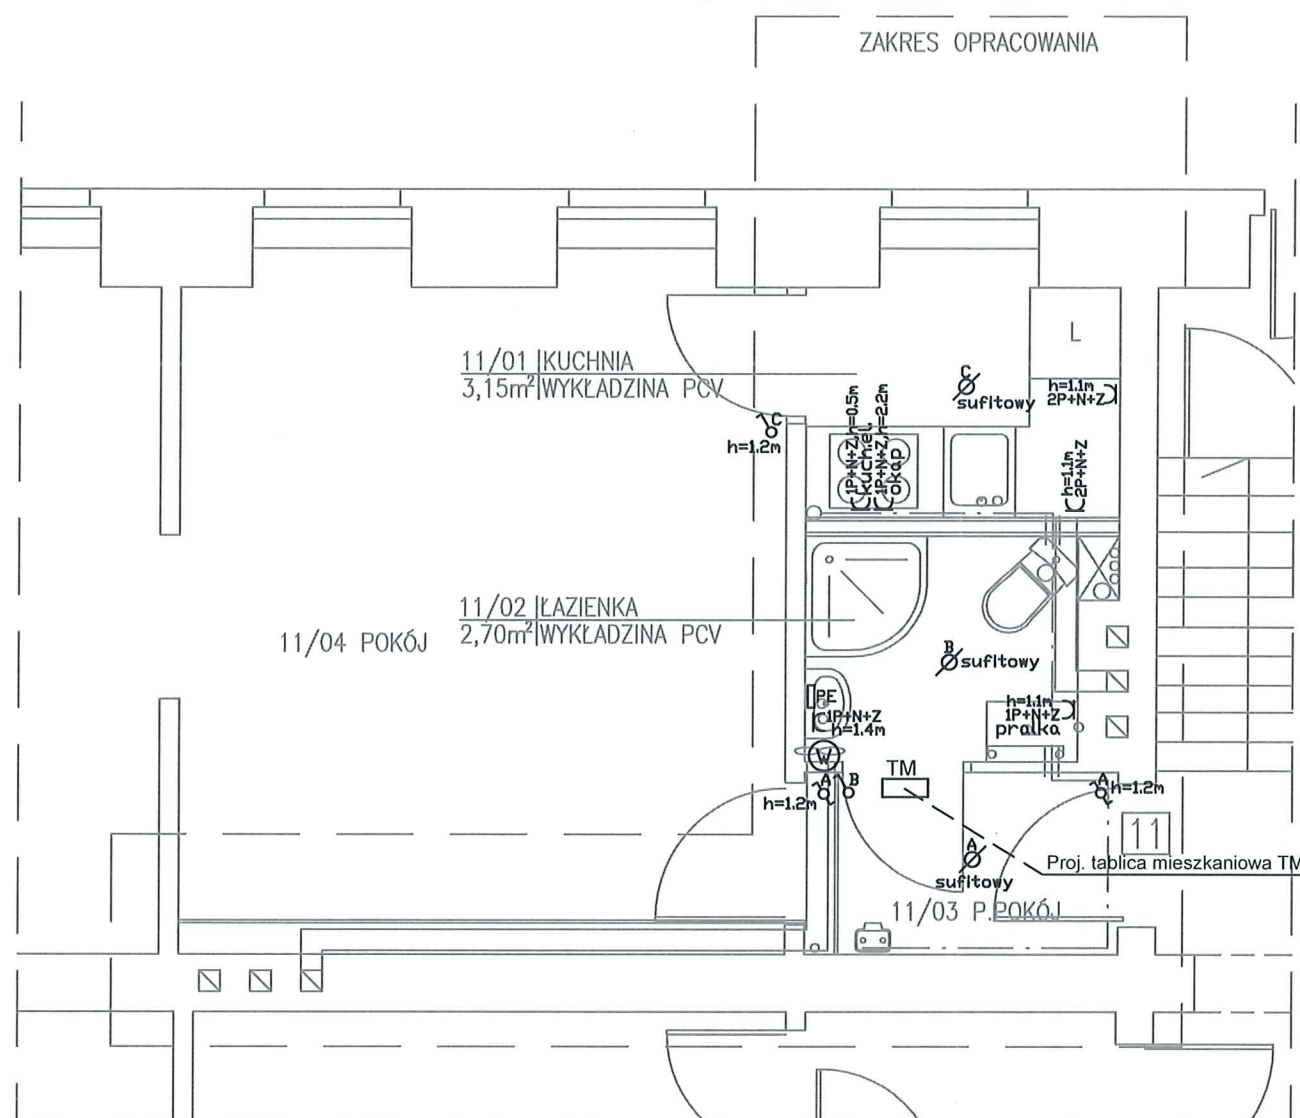 ZAKRES OPRACOWANIA
11/01 KUCHNIA
3,15m² WYKŁADZINA PCV
L
C
sufitowy
h=1.1m
2P+N+Z
C
h=1.2m
1P+N+Z,h=0.5m
kuch.el.
1P+N+Z,h=2.2m
okap
h=1.1m
2P+N+Z
11/02 ŁAZIENKA
2,70m² WYKŁADZINA PCV
11/04 POKÓJ
B
sufitowy
PE
1P+N+Z
h=1.4m
h=1.1m
1P+N+Z
pralka
W
TM
A
B
h=1.2m
A
h=1.2m
11
A
sufitowy
Proj. tablica mieszkaniowa TM
11/03 P.POKÓJ